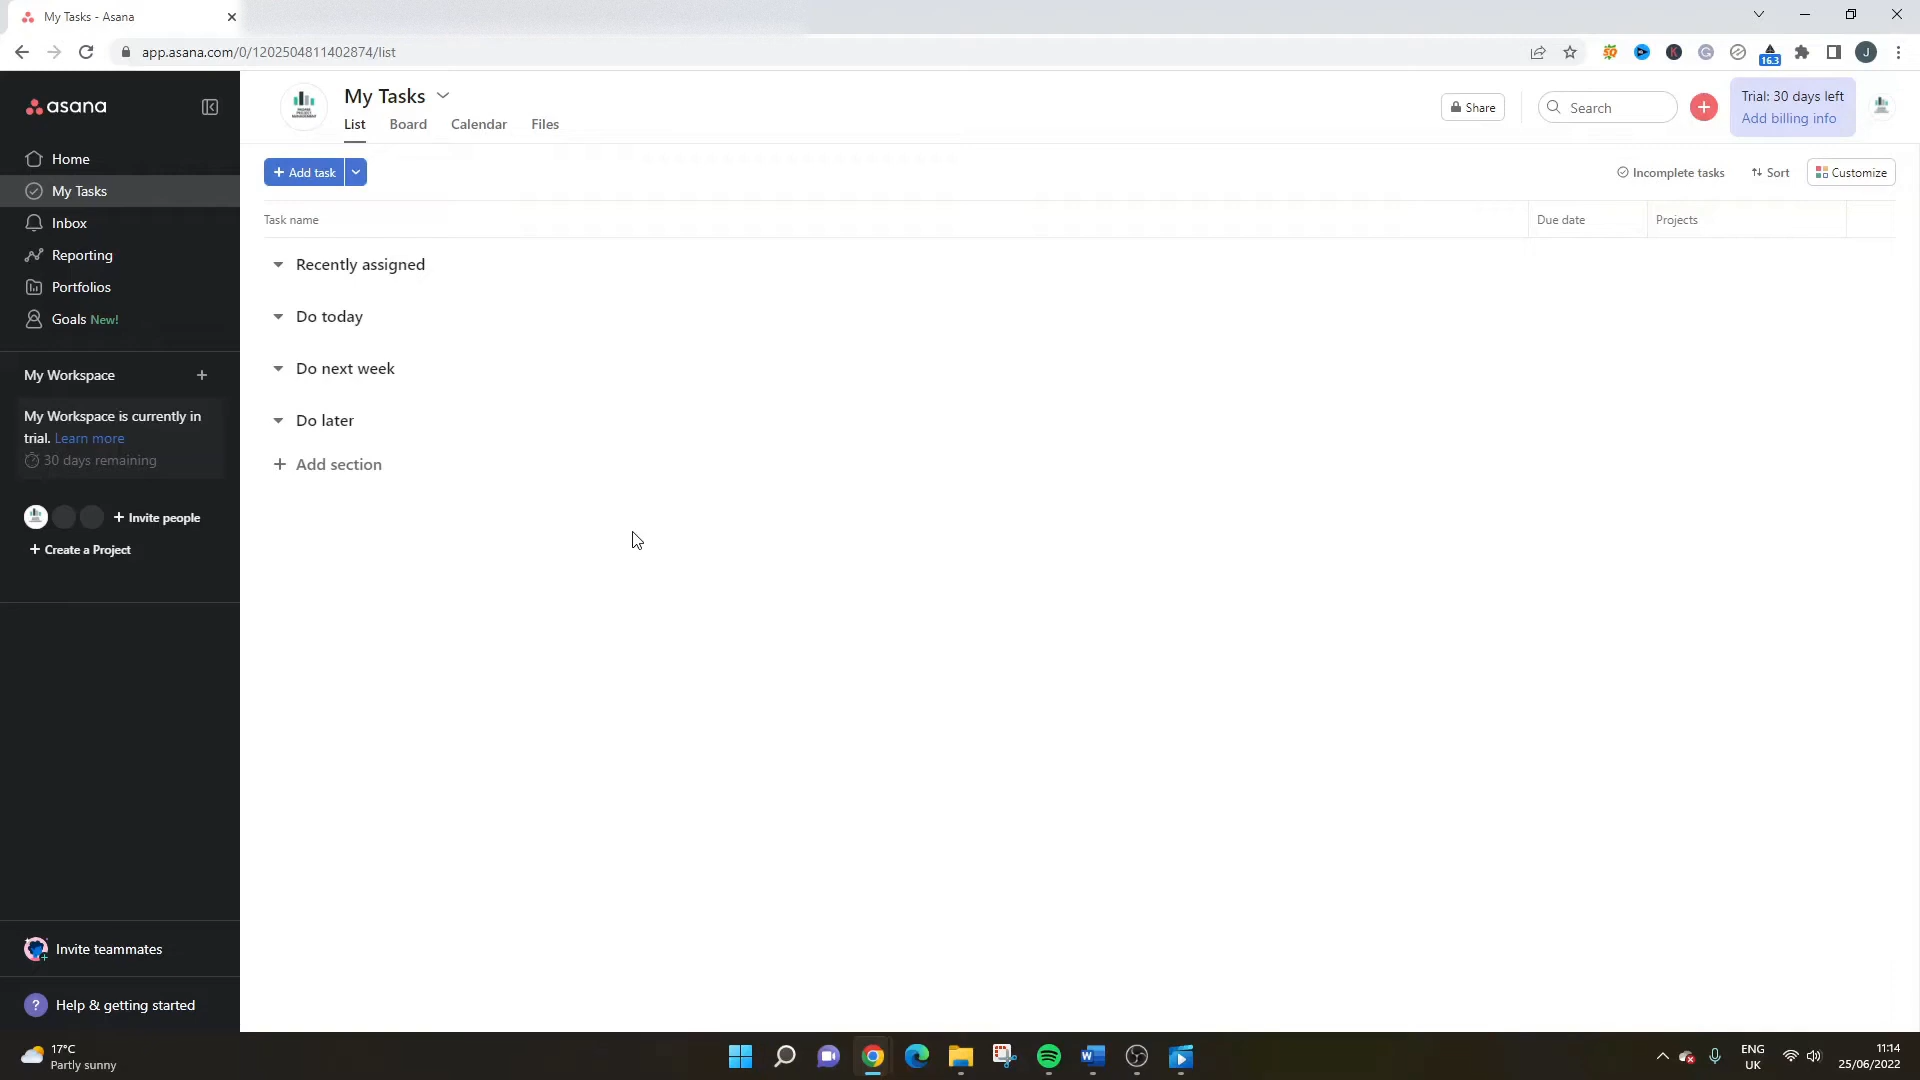 My Tasks - Asana
app.asana.com/0/1202504811402874/list
16.3
J
asana
Home
My Tasks
Inbox
Reporting
Portfolios
Goals New!
My Workspace
My Workspace is currently in
trial. Learn more
30 days remaining
Invite people
Create a Project
Invite teammates
? Help & getting started
My Tasks
List Board Calendar Files
Share
Search
Trial: 30 days left
Add billing info
+ Add task
Incomplete tasks
Sort
Customize
Task name
Due date
Projects
Recently assigned
Do today
Do next week
Do later
+ Add section
17°C
Partly sunny
ENG
UK
11:14
25/06/2022